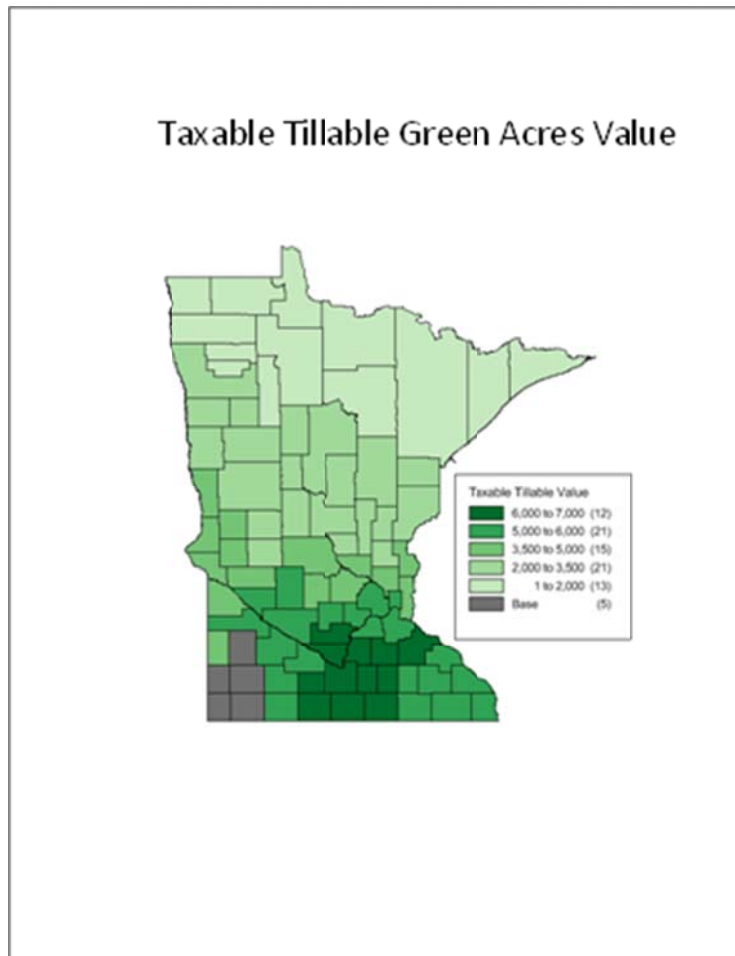 Taxable Tillable Green Acres Value
Taxable Tillable Value
6,000 to 7,000 (12)
5,000 to 6,000 (21)
3,500 to 5,000 (15)
2,000 to 3,500 (21)
1 to 2,000 (13)
Base (5)